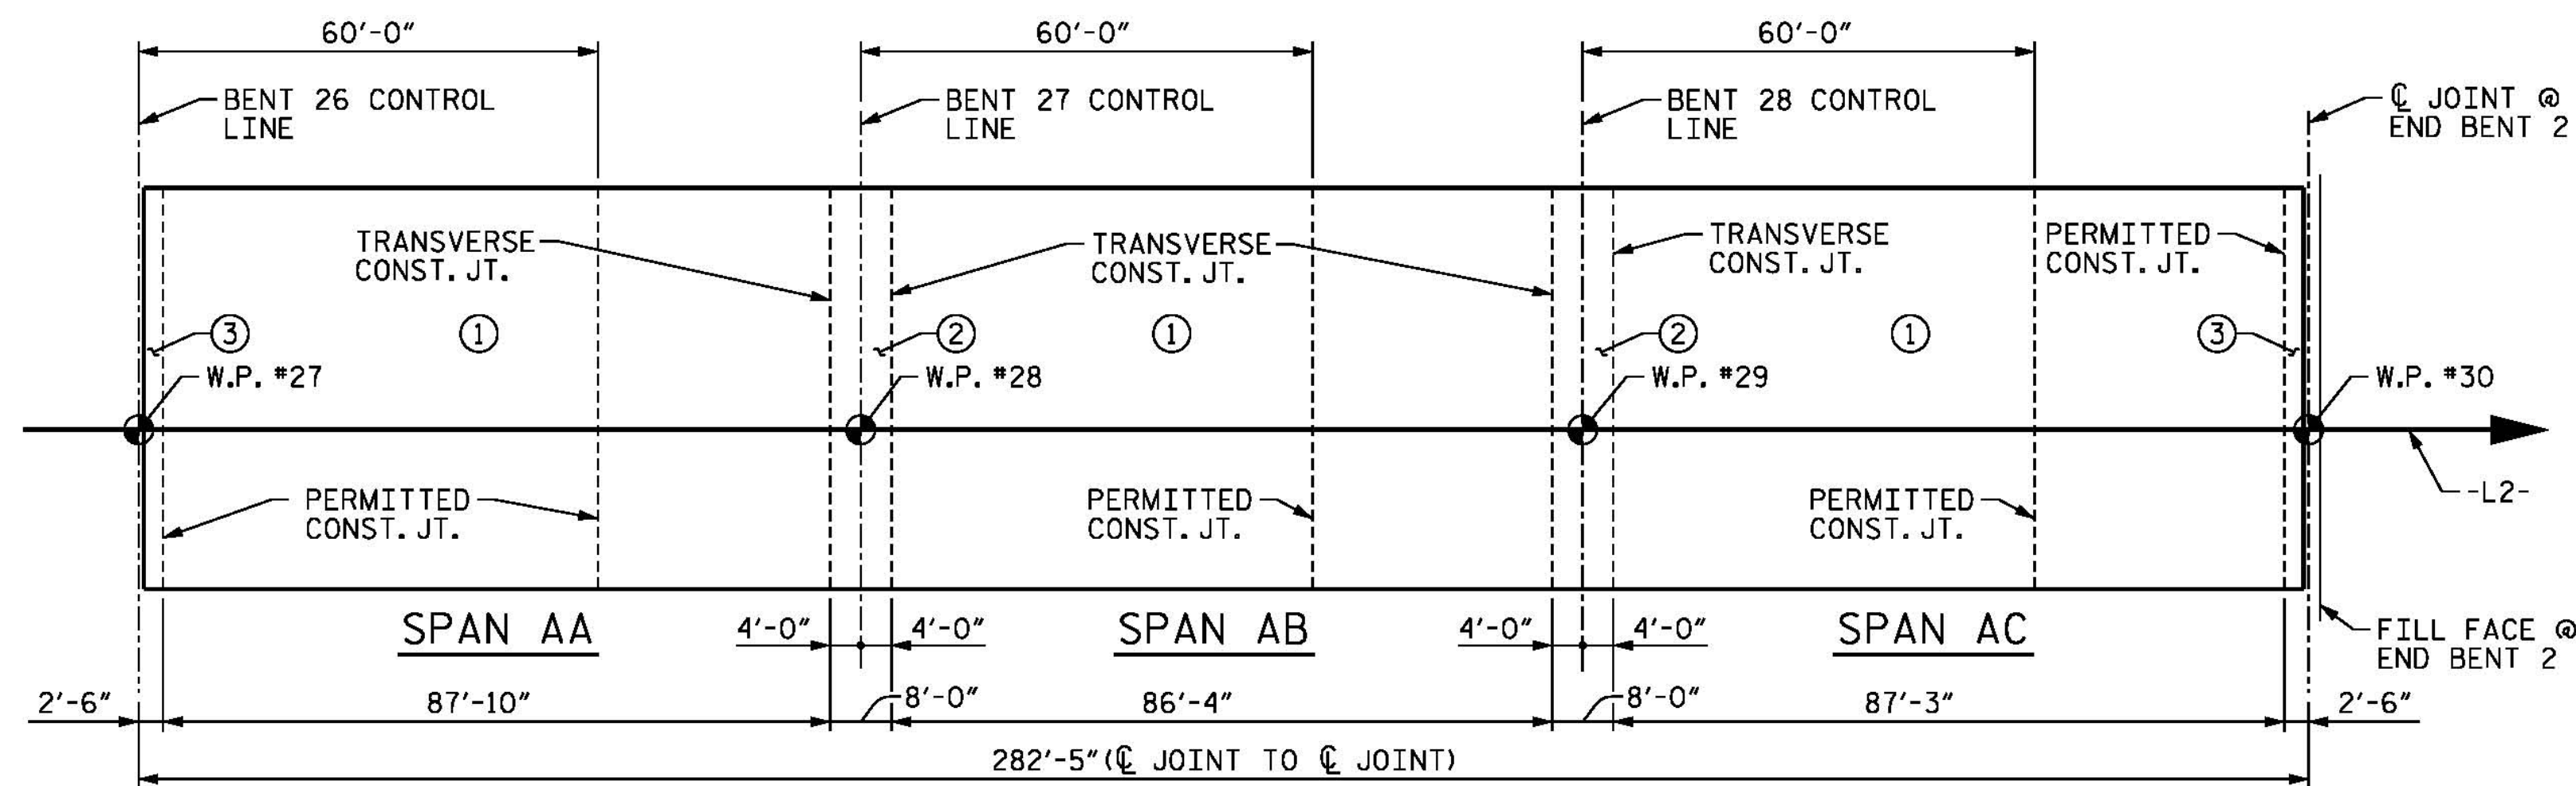 60'-0"
60'-0"
60'-0"
BENT 26 CONTROL
LINE
BENT 27 CONTROL
LINE
BENT 28 CONTROL
LINE
℄ JOINT @
END BENT 2
TRANSVERSE
CONST. JT.
TRANSVERSE
CONST. JT.
TRANSVERSE
CONST. JT.
PERMITTED
CONST. JT.
3
1
2
1
2
1
3
W.P. #27
W.P. #28
W.P. #29
W.P. #30
PERMITTED
CONST. JT.
PERMITTED
CONST. JT.
PERMITTED
CONST. JT.
-L2-
SPAN AA
4'-0"
4'-0"
SPAN AB
4'-0"
4'-0"
SPAN AC
FILL FACE @
END BENT 2
2'-6"
87'-10"
8'-0"
86'-4"
8'-0"
87'-3"
2'-6"
282'-5" (℄ JOINT TO ℄ JOINT)